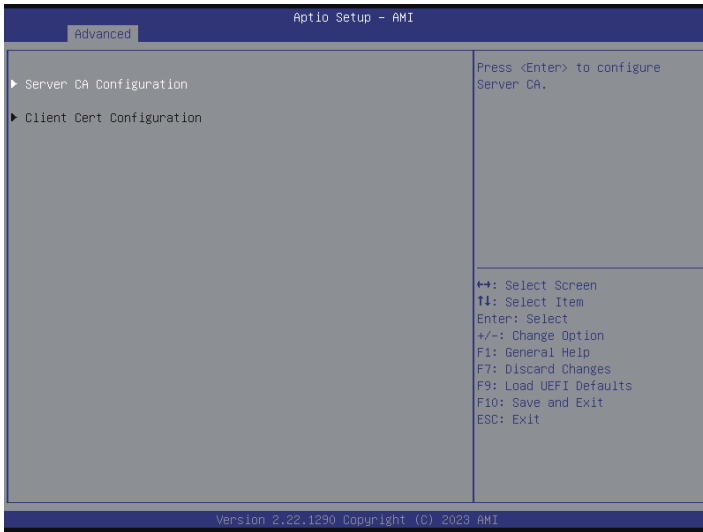 Aptio Setup – AMI
Advanced
▶ Server CA Configuration
▶ Client Cert Configuration
Press <Enter> to configure
Server CA.
↔: Select Screen
↑↓: Select Item
Enter: Select
+/-: Change Option
F1: General Help
F7: Discard Changes
F9: Load UEFI Defaults
F10: Save and Exit
ESC: Exit
Version 2.22.1290 Copyright (C) 2023 AMI